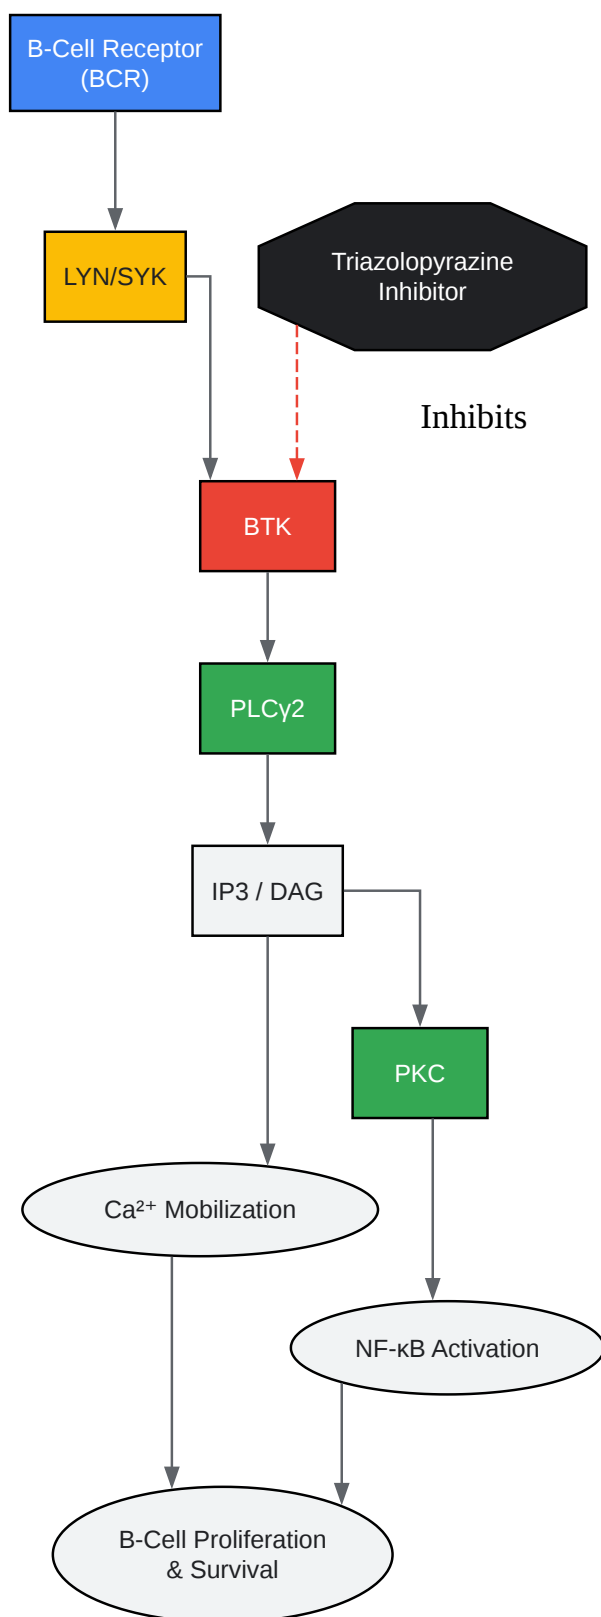 B-Cell Receptor
(BCR)
LYN/SYK
Triazolopyrazine
Inhibitor
Inhibits
BTK
PLCγ2
IP3 / DAG
PKC
Ca²⁺ Mobilization
NF-κB Activation
B-Cell Proliferation
& Survival